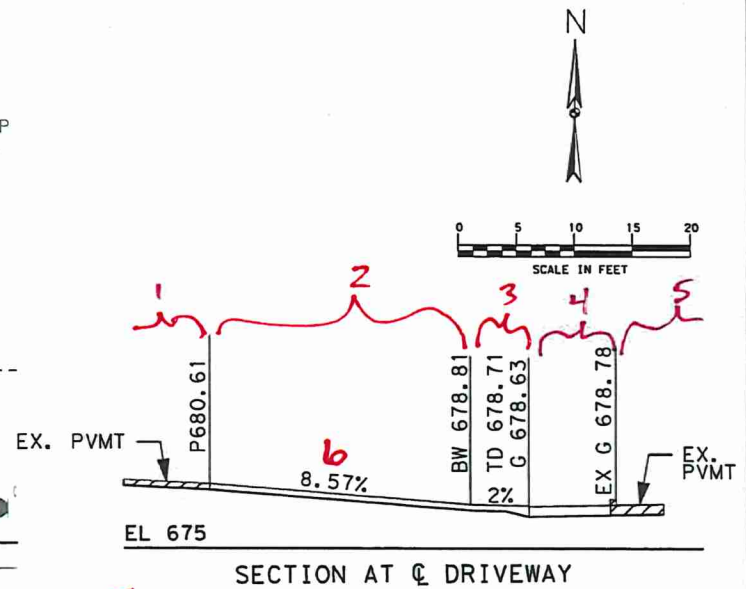 N
P
0 5 10 15 20
SCALE IN FEET
1 2 3 4 5
P680.61
BW 678.81
TD 678.71
G 678.63
EX G 678.78
EX. PVMT
6
8.57%
2%
EX.
PVMT
EL 675
SECTION AT ℄ DRIVEWAY